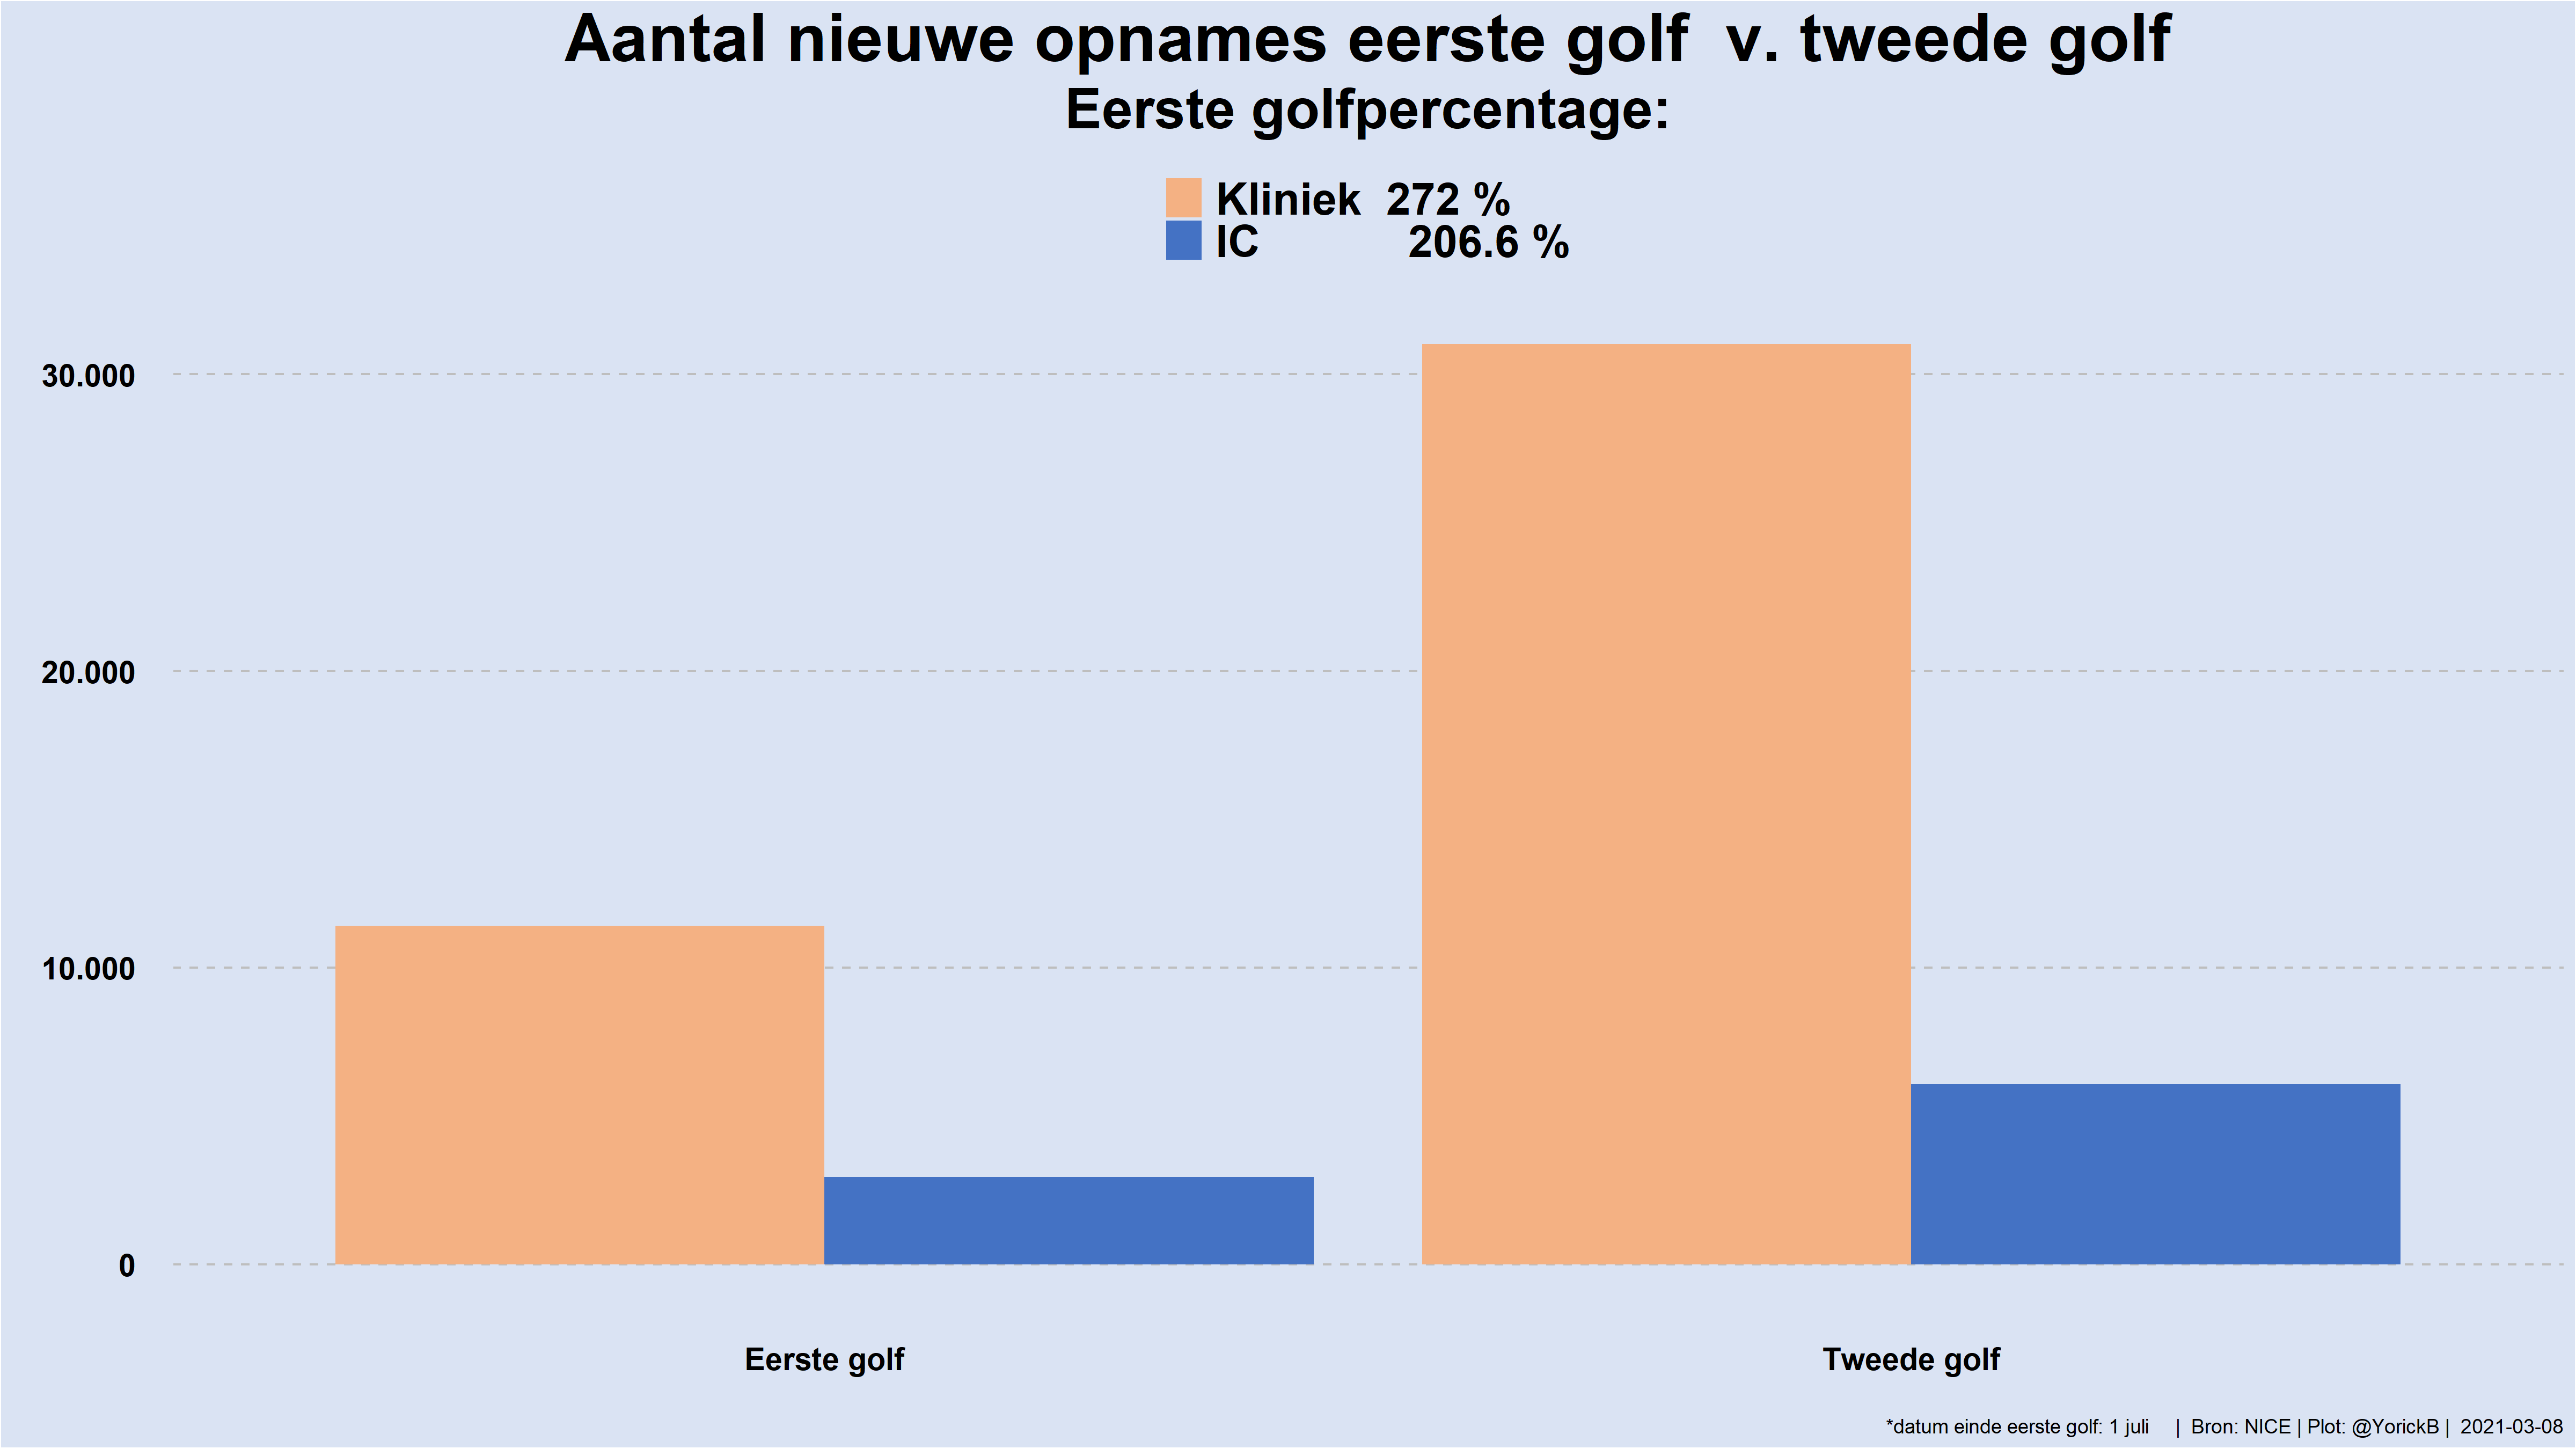 Aantal nieuwe opnames eerste golf v. tweede golf
Eerste golfpercentage:
Kliniek 272 %
IC 206.6 %
30.000
20.000
10.000
0
Eerste golf Tweede golf
*datum einde eerste golf: 1 juli | Bron: NICE | Plot: @YorickB | 2021-03-08